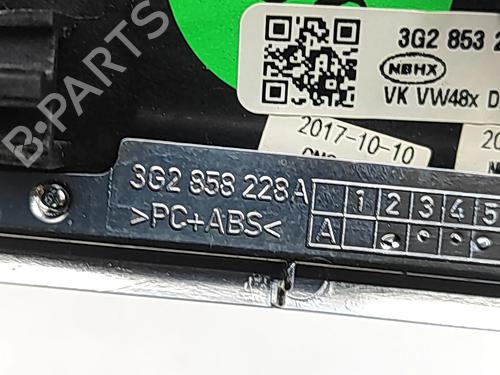 3G2 853 2
NBHX
VK VW48x D
2017-10-10
3G2 858 228 A
>PC+ABS<
1 2 3 4 5
A
B-PARTS